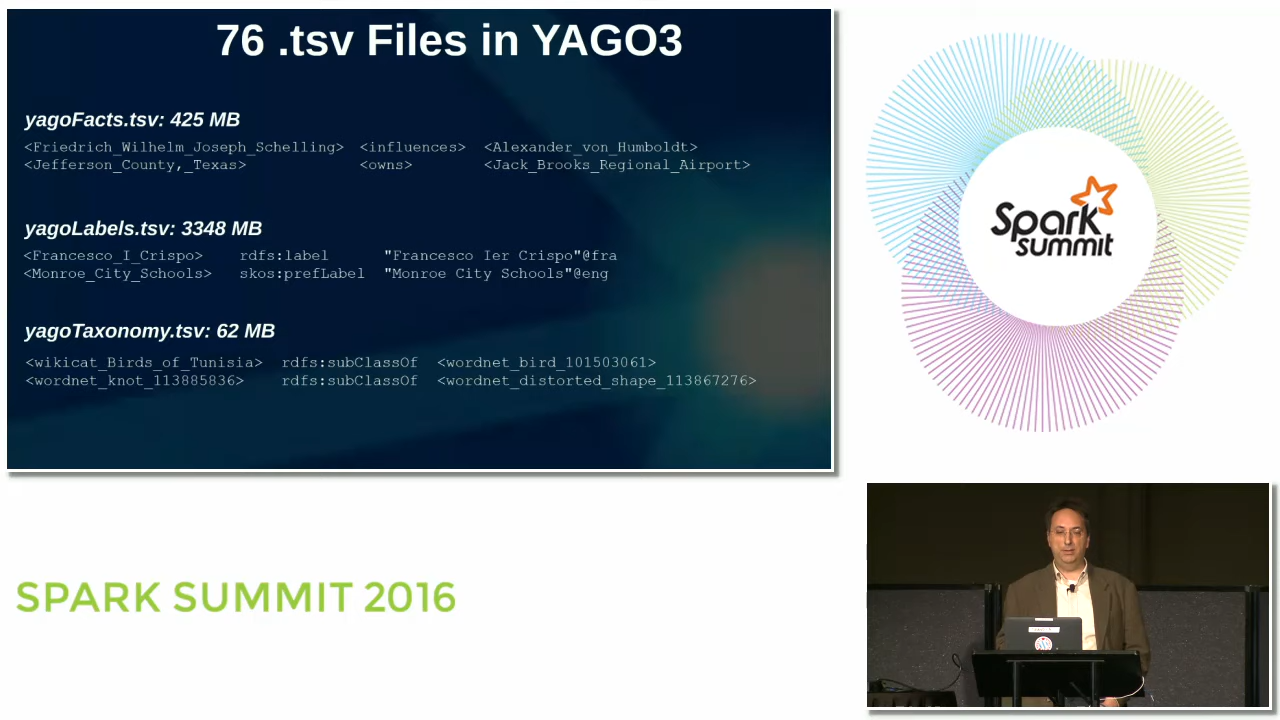 76 .tsv Files in YAGO3
yagoFacts.tsv: 425 MB
<Friedrich_Wilhelm_Joseph_Schelling> <influences> <Alexander_von_Humboldt>
<Jefferson_County,_Texas> <owns> <Jack_Brooks_Regional_Airport>
yagoLabels.tsv: 3348 MB
<Francesco_I_Crispo> rdfs:label "Francesco Ier Crispo"@fra
<Monroe_City_Schools> skos:prefLabel "Monroe City Schools"@eng
yagoTaxonomy.tsv: 62 MB
<wikicat_Birds_of_Tunisia> rdfs:subClassOf <wordnet_bird_101503061>
<wordnet_knot_113885836> rdfs:subClassOf <wordnet_distorted_shape_113867276>
Spark
summit
SPARK SUMMIT 2016